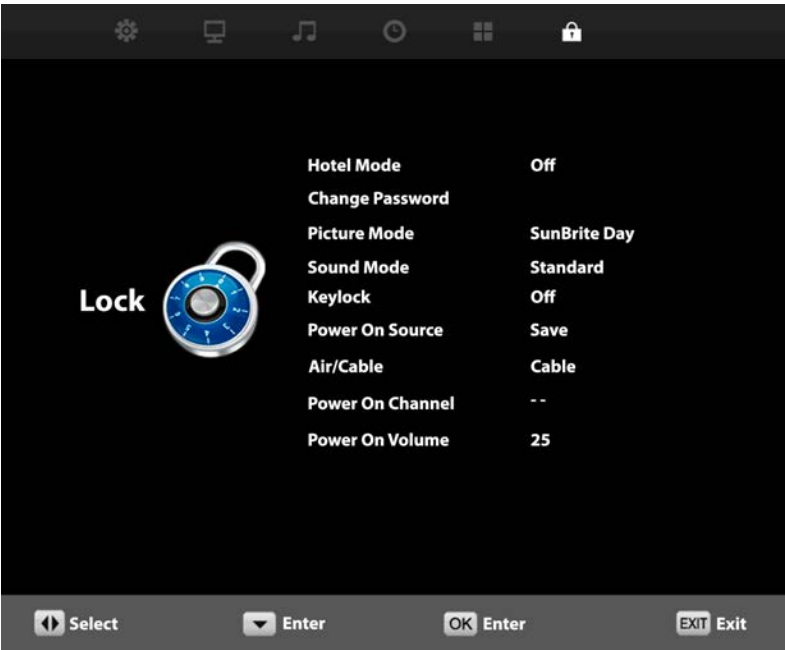 Hotel Mode Off
Change Password
Picture Mode SunBrite Day
Sound Mode Standard
Lock
Keylock Off
Power On Source Save
Air/Cable Cable
Power On Channel - -
Power On Volume 25
Select Enter OK Enter EXIT Exit